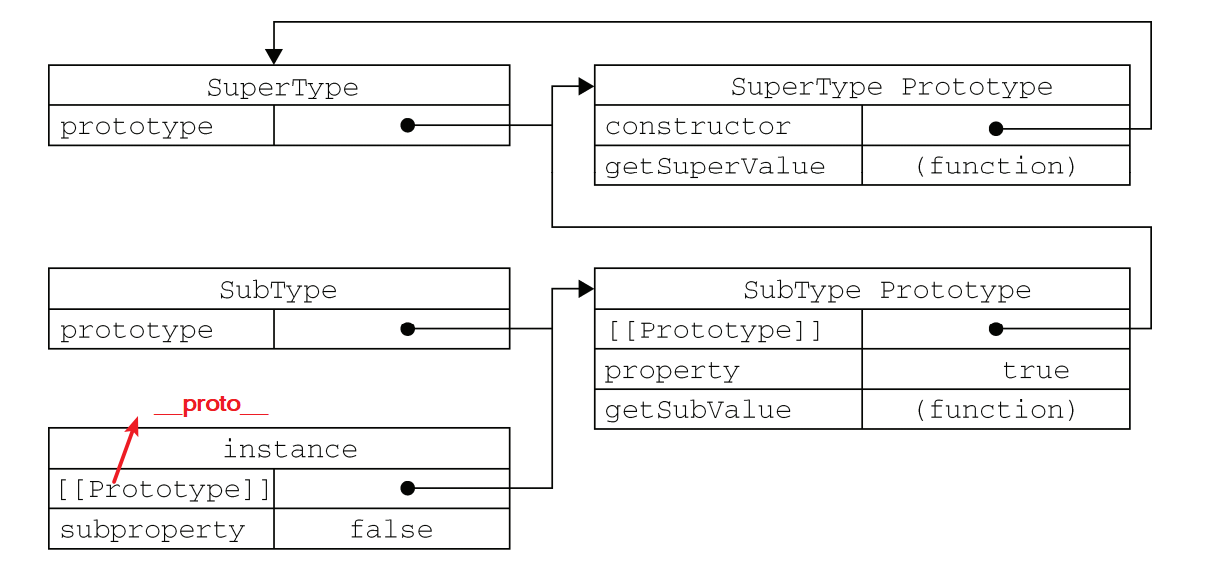 SuperType
prototype
SuperType Prototype
constructor
getSuperValue (function)
SubType
prototype
SubType Prototype
[[Prototype]]
property true
getSubValue (function)
__proto__
instance
[[Prototype]]
subproperty false